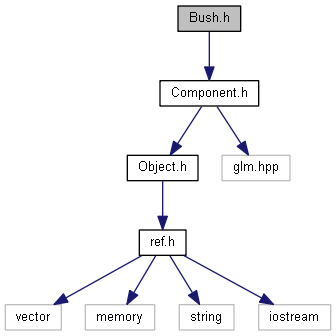 Bush.h
Component.h
Object.h
glm.hpp
ref.h
vector
memory
string
iostream